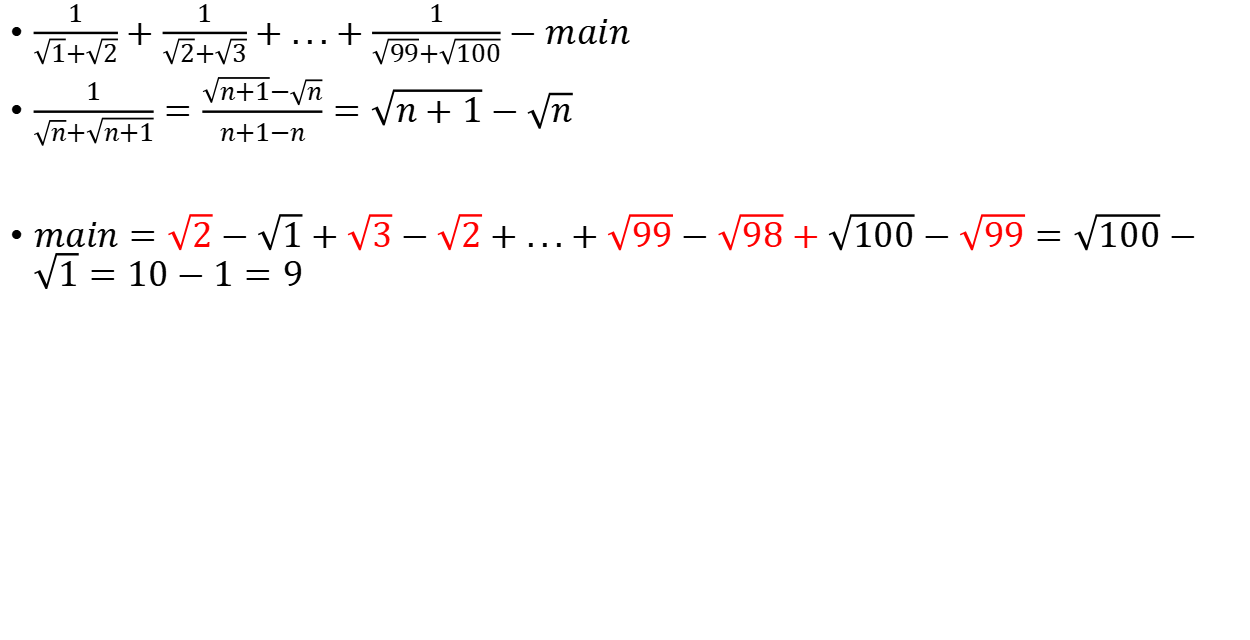 • 1/(√1+√2) + 1/(√2+√3) + … + 1/(√99+√100) − main
• 1/(√n+√(n+1)) = (√(n+1)−√n)/(n+1−n) = √(n + 1) − √n
• main = √2 − √1 + √3 − √2 + … + √99 − √98 + √100 − √99 = √100 −
√1 = 10 − 1 = 9